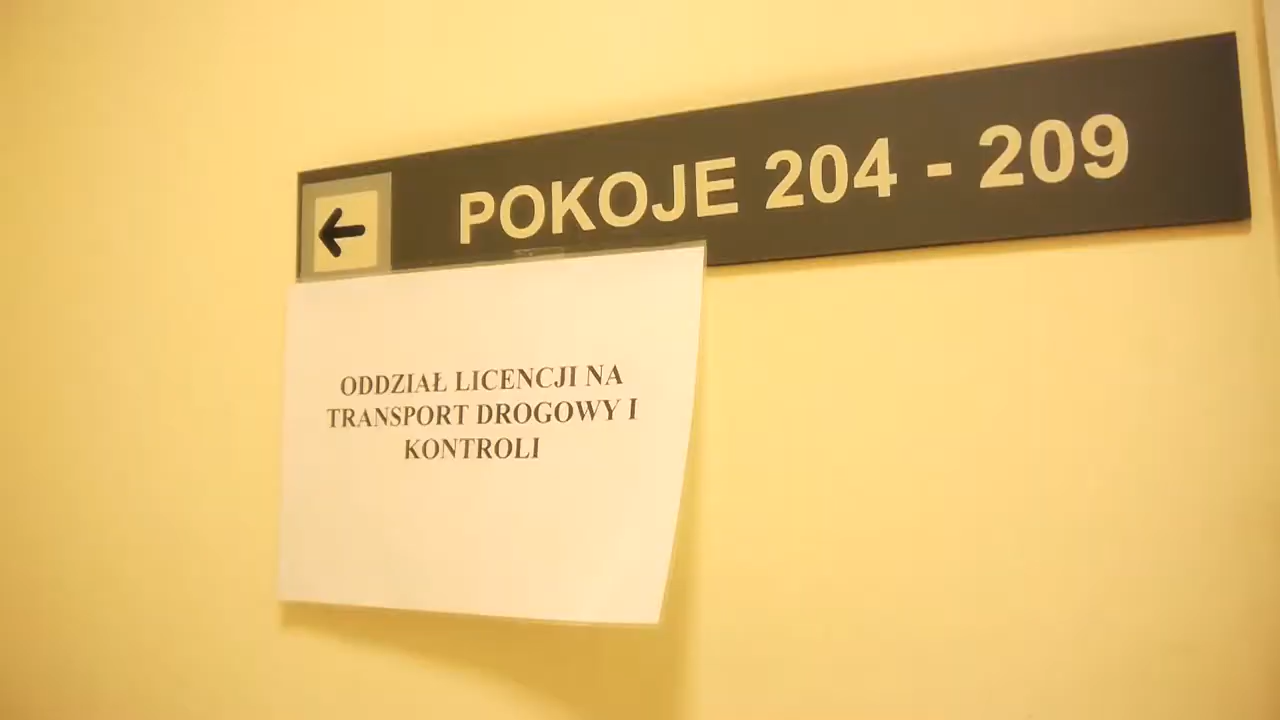 POKOJE 204 - 209
ODDZIAŁ LICENCJI NA
TRANSPORT DROGOWY I
KONTROLI